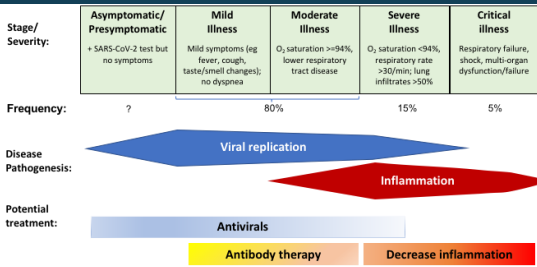 Stage/
Severity:
Asymptomatic/
Presymptomatic
+ SARS-CoV-2 test but
no symptoms
Mild
Illness
Mild symptoms (eg
fever, cough,
taste/smell changes);
no dyspnea
Moderate
Illness
O₂ saturation >=94%,
lower respiratory
tract disease
Severe
Illness
O₂ saturation <94%,
respiratory rate
>30/min; lung
infiltrates >50%
Critical
illness
Respiratory failure,
shock, multi-organ
dysfunction/failure
Frequency:
?
80%
15%
5%
Disease
Pathogenesis:
Viral replication
Inflammation
Potential
treatment:
Antivirals
Antibody therapy
Decrease inflammation